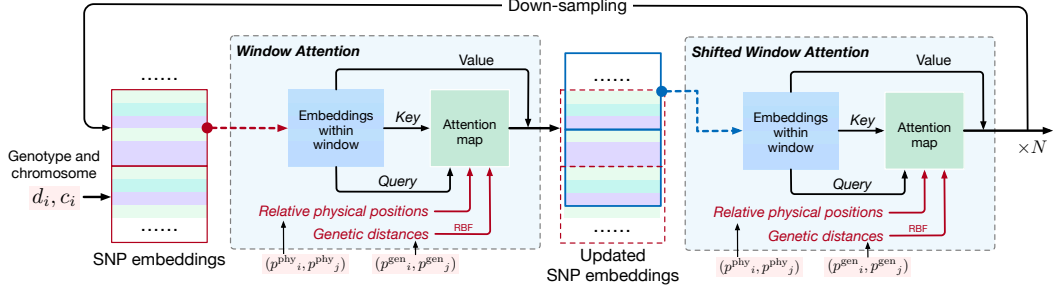 Down-sampling
Window Attention
Shifted Window Attention
Value
Value
......
......
......
Embeddings
within
window
Key
Attention
map
Embeddings
within
window
Key
Attention
map
×N
Genotype and
chromosome
d_i, c_i
Query
Query
Relative physical positions
Relative physical positions
Genetic distances
RBF
Genetic distances
RBF
......
......
SNP embeddings
Updated
SNP embeddings
(p^phy_i, p^phy_j)
(p^gen_i, p^gen_j)
(p^phy_i, p^phy_j)
(p^gen_i, p^gen_j)